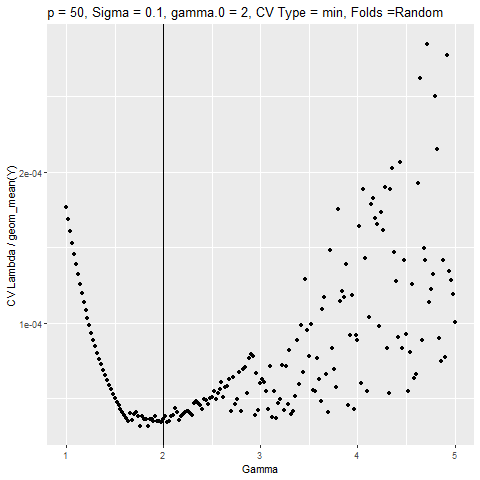 p = 50, Sigma = 0.1, gamma.0 = 2, CV Type = min, Folds =Random
CV Lambda / geom_mean(Y)
2e-04
1e-04
1
2
3
4
5
Gamma